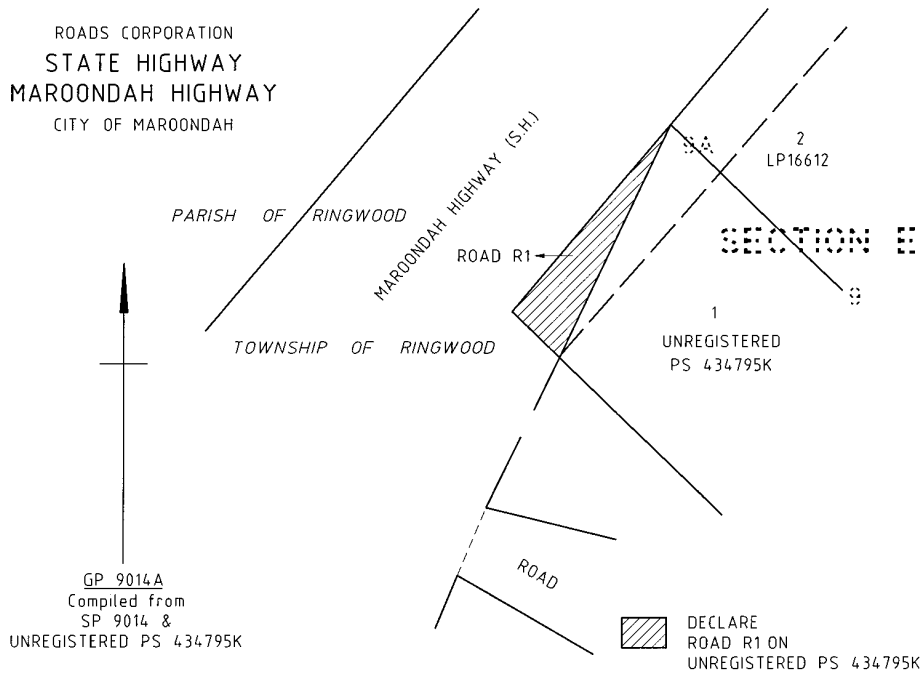 ROADS CORPORATION
STATE HIGHWAY
MAROONDAH HIGHWAY
CITY OF MAROONDAH
PARISH OF RINGWOOD
MAROONDAH HIGHWAY (S.H.)
ROAD R1
TOWNSHIP OF RINGWOOD
9A
2
LP16612
SECTION E
9
1
UNREGISTERED
PS 434795K
ROAD
GP 9014A
Compiled from
SP 9014 &
UNREGISTERED PS 434795K
DECLARE
ROAD R1 ON
UNREGISTERED PS 434795K